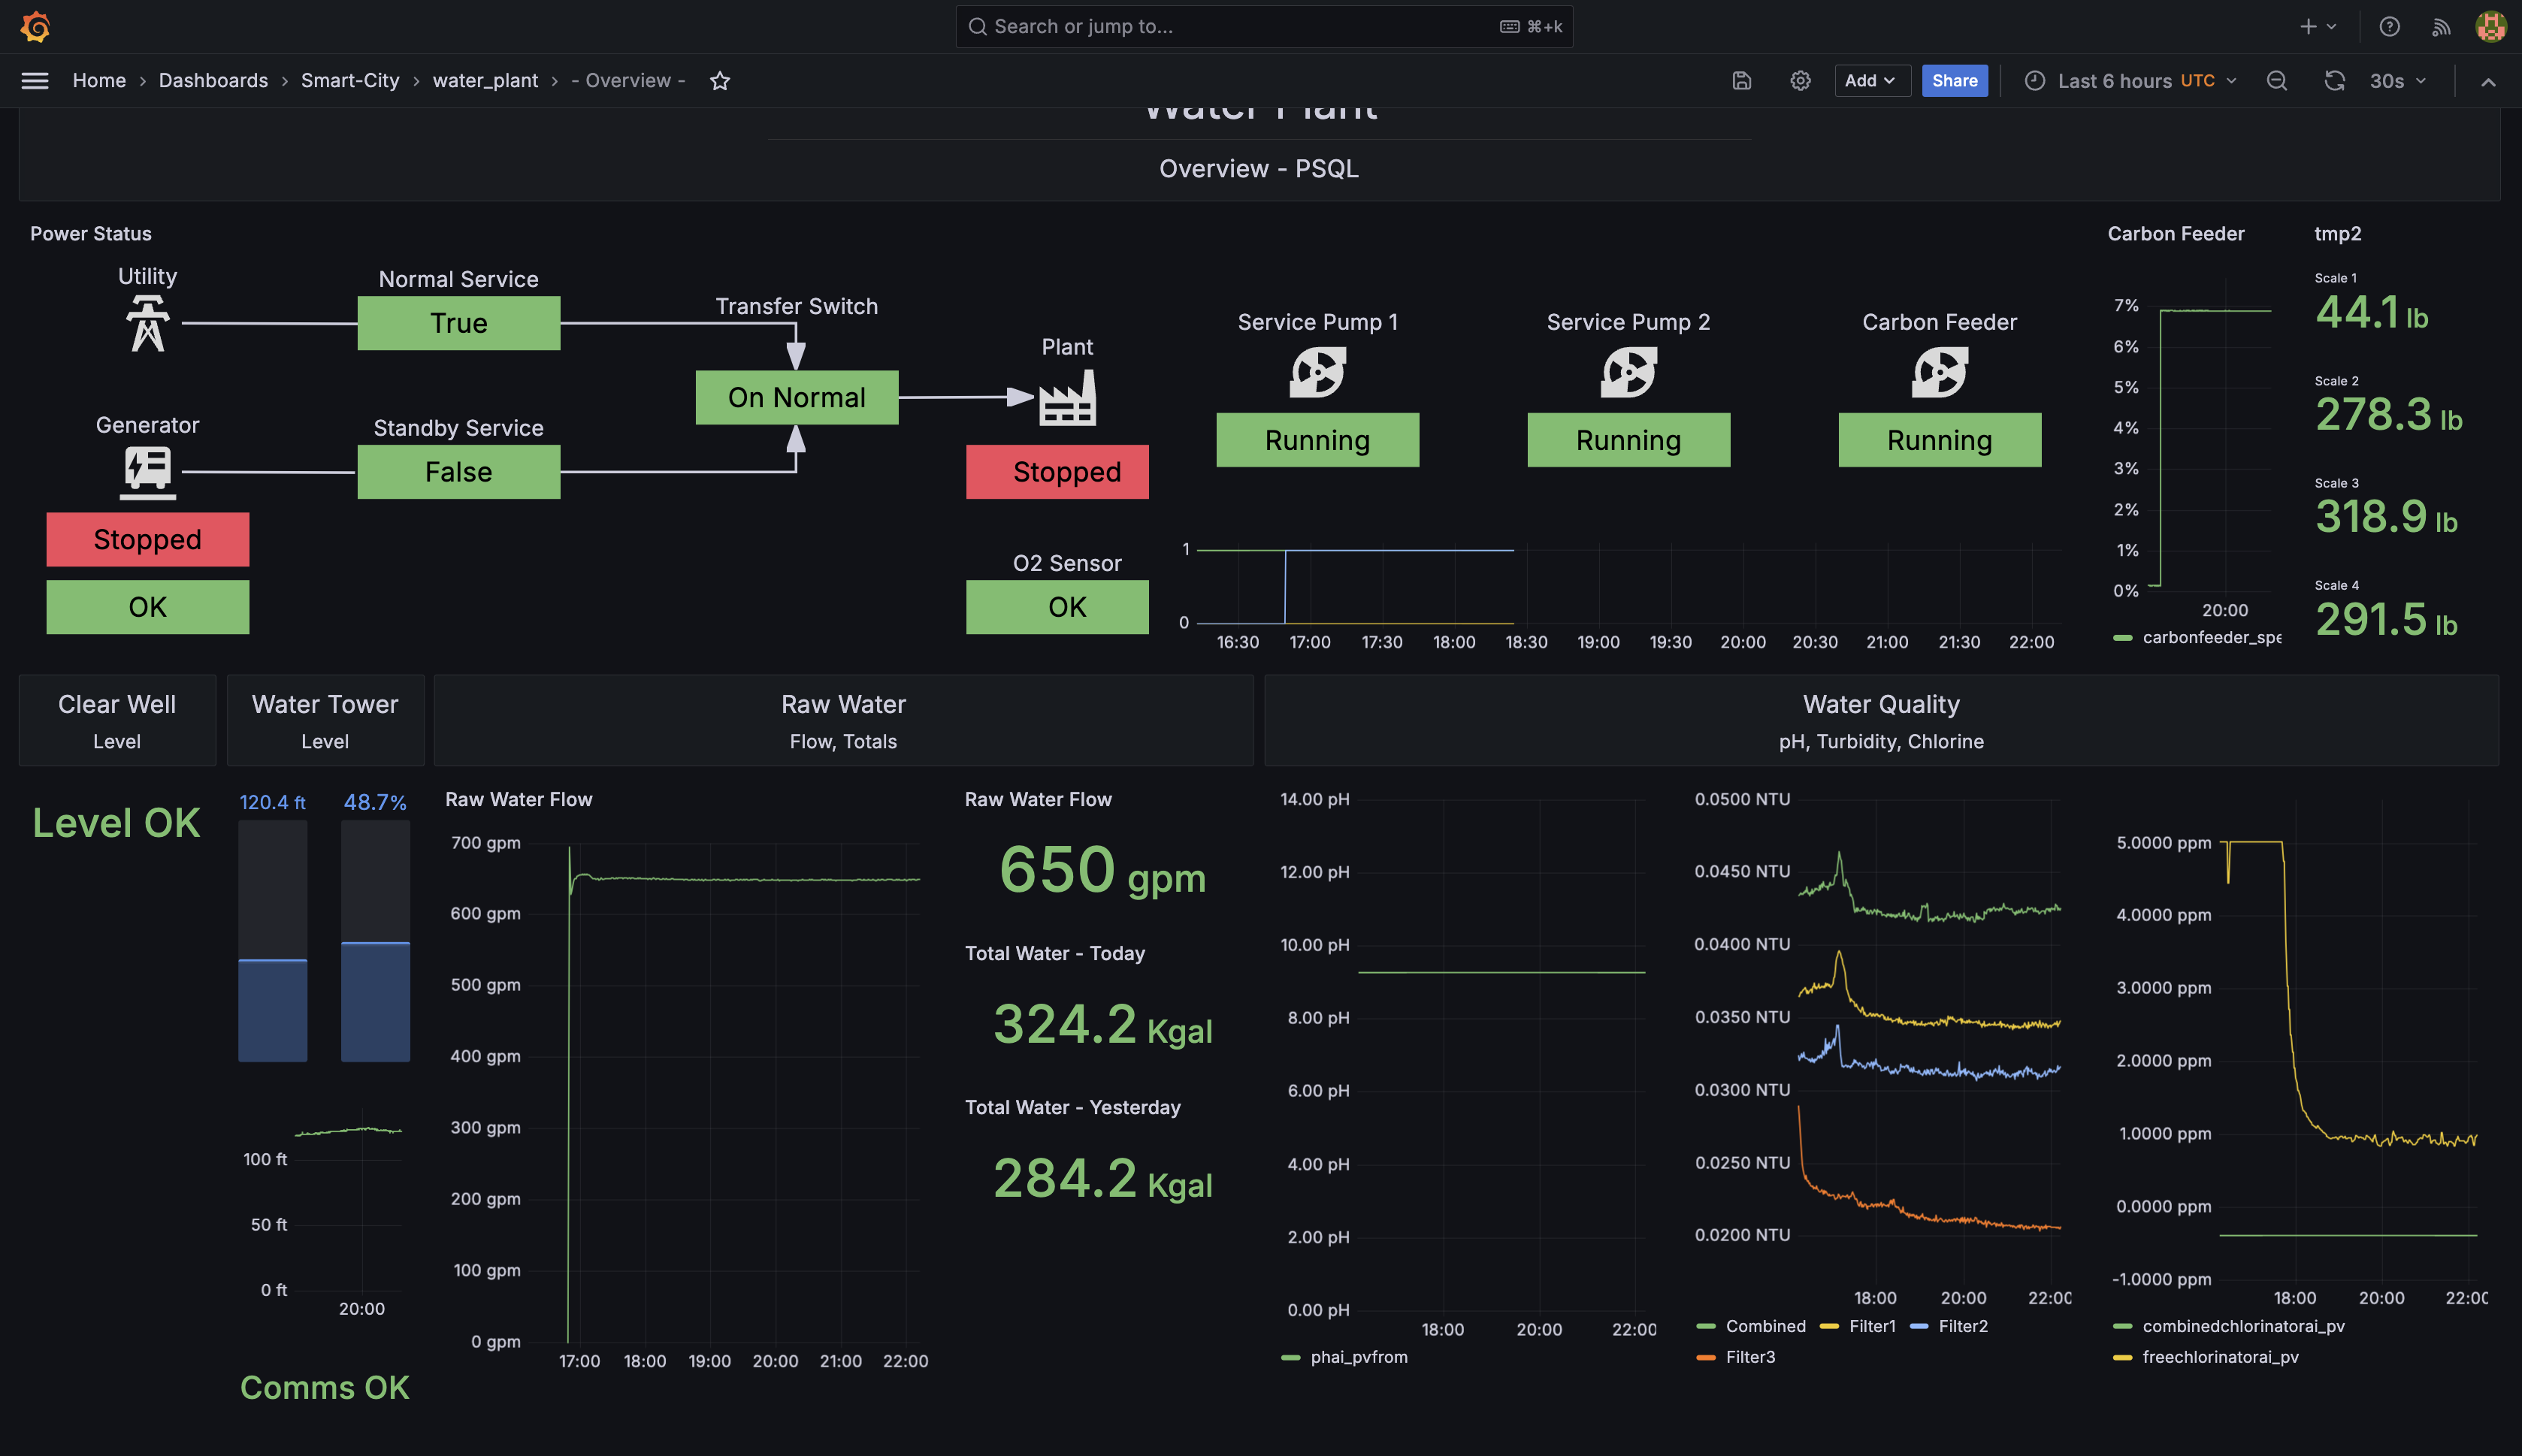 Search or jump to...
⌘+k
Home › Dashboards › Smart-City › water_plant › - Overview -
Add
Share
Last 6 hours UTC
30s
Water Plant
Overview - PSQL
Power Status
Utility
Normal Service
True
Transfer Switch
On Normal
Generator
Standby Service
False
Stopped
OK
Plant
Stopped
O2 Sensor
OK
Service Pump 1
Running
Service Pump 2
Running
Carbon Feeder
Running
1
0
16:30 17:00 17:30 18:00 18:30 19:00 19:30 20:00 20:30 21:00 21:30 22:00
Carbon Feeder
7%
6%
5%
4%
3%
2%
1%
0%
20:00
carbonfeeder_spe
tmp2
Scale 1
44.1 lb
Scale 2
278.3 lb
Scale 3
318.9 lb
Scale 4
291.5 lb
Clear Well
Level
Level OK
Water Tower
Level
120.4 ft 48.7%
100 ft
50 ft
0 ft
20:00
Comms OK
Raw Water
Flow, Totals
Raw Water Flow
700 gpm
600 gpm
500 gpm
400 gpm
300 gpm
200 gpm
100 gpm
0 gpm
17:00 18:00 19:00 20:00 21:00 22:00
Raw Water Flow
650 gpm
Total Water - Today
324.2 Kgal
Total Water - Yesterday
284.2 Kgal
Water Quality
pH, Turbidity, Chlorine
14.00 pH
12.00 pH
10.00 pH
8.00 pH
6.00 pH
4.00 pH
2.00 pH
0.00 pH
18:00 20:00 22:00
phai_pvfrom
0.0500 NTU
0.0450 NTU
0.0400 NTU
0.0350 NTU
0.0300 NTU
0.0250 NTU
0.0200 NTU
18:00 20:00 22:00
Combined Filter1 Filter2
Filter3
5.0000 ppm
4.0000 ppm
3.0000 ppm
2.0000 ppm
1.0000 ppm
0.0000 ppm
-1.0000 ppm
18:00 20:00 22:00
combinedchlorinatorai_pv
freechlorinatorai_pv